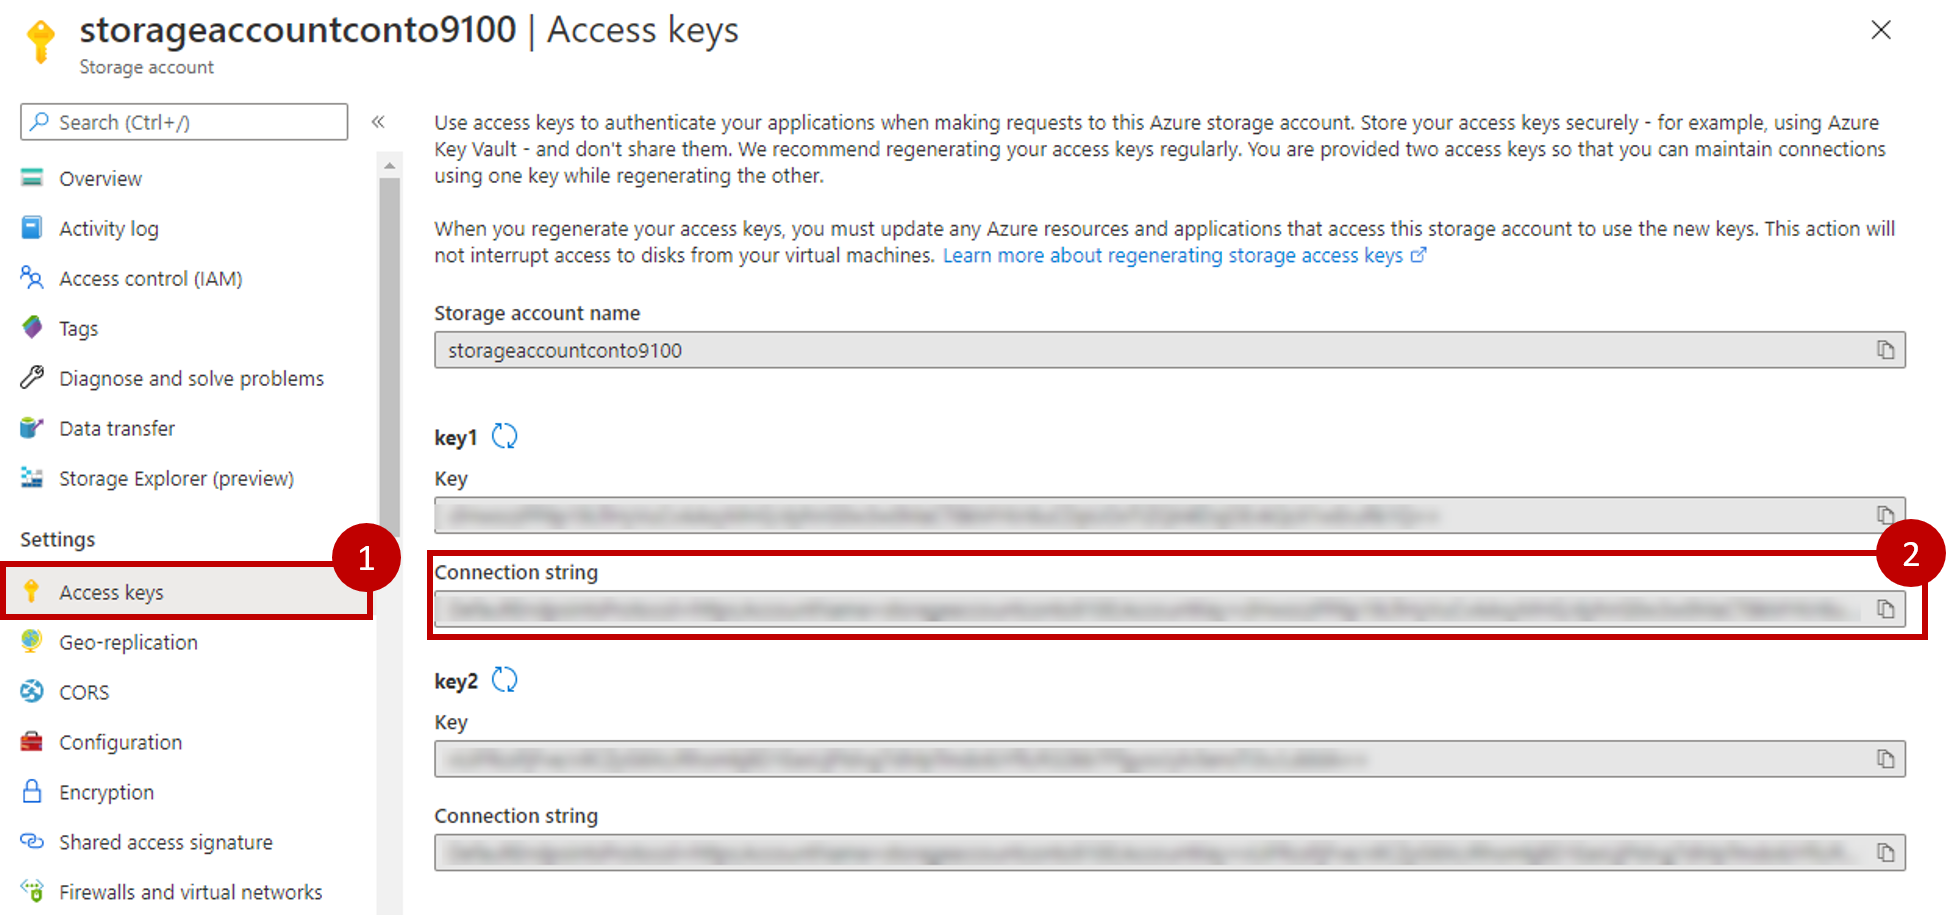 storageaccountconto9100 | Access keys
Storage account
Search (Ctrl+/)
Overview
Activity log
Access control (IAM)
Tags
Diagnose and solve problems
Data transfer
Storage Explorer (preview)
Settings
1
Access keys
Geo-replication
CORS
Configuration
Encryption
Shared access signature
Firewalls and virtual networks
Use access keys to authenticate your applications when making requests to this Azure storage account. Store your access keys securely - for example, using Azure
Key Vault - and don't share them. We recommend regenerating your access keys regularly. You are provided two access keys so that you can maintain connections
using one key while regenerating the other.
When you regenerate your access keys, you must update any Azure resources and applications that access this storage account to use the new keys. This action will
not interrupt access to disks from your virtual machines. Learn more about regenerating storage access keys
Storage account name
storageaccountconto9100
key1
Key
2
Connection string
key2
Key
Connection string